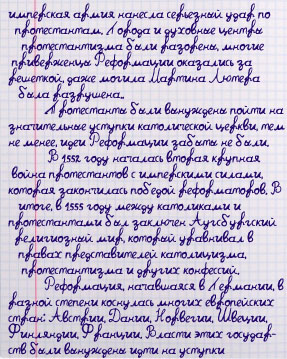 имперская армия нанесла серьезный удар по
протестантам. Города и духовные центры
протестантизма были разорены, многие
приверженцы Реформации оказались за
решеткой, даже могила Мартина Лютера
была разрушена.
Протестанты были вынуждены пойти на
значительные уступки католической церкви, тем
не менее, идеи Реформации забыты не были.
В 1552 году началась вторая крупная
война протестантов с имперскими силами,
которая закончилась победой реформаторов. В
итоге, в 1555 году между католиками и
протестантами был заключен Аугсбургский
религиозный мир, который уравнивал в
правах представителей католицизма,
протестантизма и других конфессий.
Реформация, начавшаяся в Германии, в
разной степени коснулась многих европейских
стран: Австрии, Дании, Норвегии, Швеции,
Финляндии, Франции. Власти этих государ-
ств были вынуждены идти на уступки